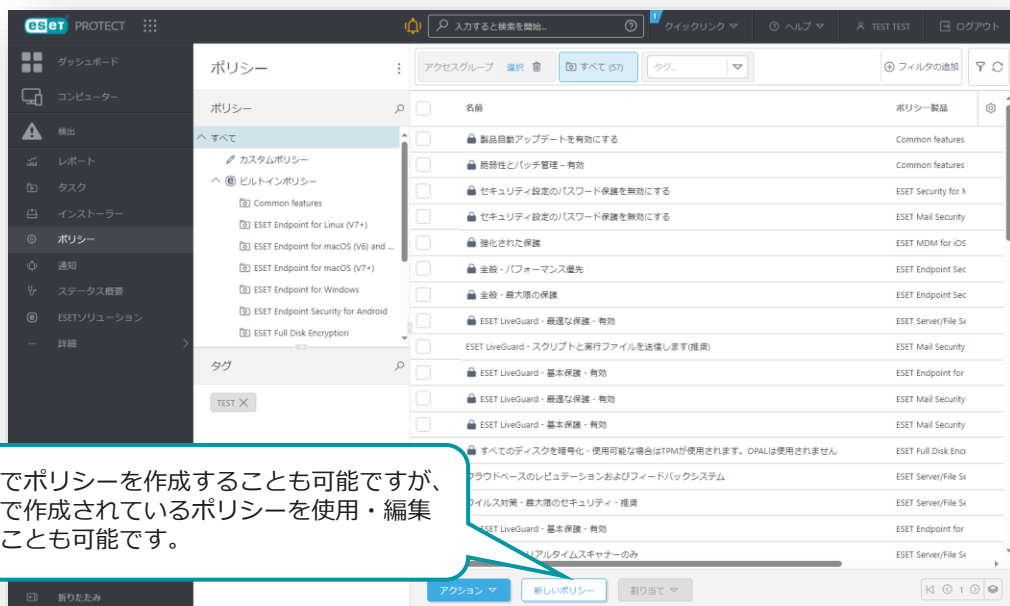 eset PROTECT
入力すると検索を開始...
クイックリンク
ヘルプ
TEST TEST
ログアウト
ダッシュボード
コンピューター
検出
レポート
タスク
インストーラー
ポリシー
通知
ステータス概要
ESETソリューション
詳細
折りたたみ
ポリシー
アクセスグループ 選択
すべて (57)
タグ...
フィルタの追加
ポリシー
すべて
カスタムポリシー
ビルトインポリシー
Common features
ESET Endpoint for Linux (V7+)
ESET Endpoint for macOS (V6) and ...
ESET Endpoint for macOS (V7+)
ESET Endpoint for Windows
ESET Endpoint Security for Android
ESET Full Disk Encryption
タグ
TEST
名前 ポリシー製品
製品自動アップデートを有効にする Common features
脆弱性とパッチ管理 – 有効 Common features
セキュリティ設定のパスワード保護を無効にする ESET Security for
セキュリティ設定のパスワード保護を無効にする ESET Mail Security
強化された保護 ESET MDM for iOS
全般 - パフォーマンス優先 ESET Endpoint Sec
全般 - 最大限の保護 ESET Endpoint Sec
ESET LiveGuard - 最適な保護 - 有効 ESET Server/File Se
ESET LiveGuard - スクリプトと実行ファイルを送信します(推奨) ESET Mail Security
ESET LiveGuard - 基本保護 - 有効 ESET Endpoint for
ESET LiveGuard - 最適な保護 - 有効 ESET Mail Security
ESET LiveGuard - 基本保護 - 有効 ESET Mail Security
すべてのディスクを暗号化 - 使用可能な場合はTPMが使用されます。OPALは使用されません ESET Full Disk Encr
クラウドベースのレピュテーションおよびフィードバックシステム ESET Server/File Se
ウイルス対策 - 最大限のセキュリティ - 推奨 ESET Server/File Se
ESET LiveGuard - 基本保護 - 有効 ESET Endpoint for
リアルタイムスキャナーのみ ESET Server/File Se
でポリシーを作成することも可能ですが、
で作成されているポリシーを使用・編集
ことも可能です。
アクション
新しいポリシー
割り当て
1